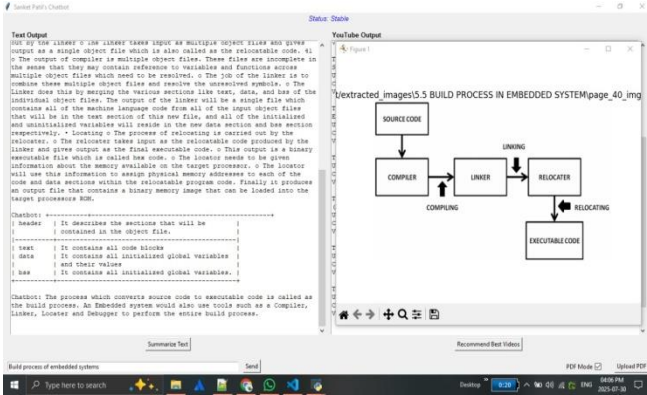 Sanket Patil's Chatbot
Status: Stable
Text Output
YouTube Output
out by the linker o ink linker takes input as multiple object files and gives
output as a single object file which is also called as the relocatable code. 41
o The output of compiler is multiple object files. These files are incomplete in
the sense that they may contain reference to variables and functions across
multiple object files which need to be resolved. o The job of the linker is to
combine these multiple object files and resolve the unresolved symbols. o The
Linker does this by merging the various sections like text, data, and bss of the
individual object files. The output of the linker will be a single file which
contains all of the machine language code from all of the input object files
that will be in the text section of this new file, and all of the initialized
and uninitialized variables will reside in the new data section and bss section
respectively. • Locating o The process of relocating is carried out by the
relocater. o The relocater takes input as the relocatable code produced by the
linker and gives output as the final executable code. o This output is a binary
executable file which is called hex code. o The locator needs to be given
information about the memory available on the target processor. o The locator
will use this information to assign physical memory addresses to each of the
code and data sections within the relocatable program code. Finally it produces
an output file that contains a binary memory image that can be loaded into the
target processors ROM.
Chatbot:
header | It describes the sections that will be
| contained in the object file.
text | It contains all code blocks
data | It contains all initialized global variables
| and their values
bss | It contains all initialized global variables.
Chatbot: The process which converts source code to executable code is called as
the build process. An Embedded system would also use tools such as a Compiler,
Linker, Locater and Debugger to perform the entire build process.
Figure 1
t/extracted_images\5.5 BUILD PROCESS IN EMBEDDED SYSTEM\page_40_img
SOURCE CODE
LINKING
COMPILER
LINKER
RELOCATER
COMPILING
RELOCATING
EXECUTABLE CODE
Summarize Text
Recommend Best Videos
Build process of embedded systems
Send
PDF Mode
Upload PDF
Type here to search
Desktop
0:20
ENG
04:06 PM
2025-07-30